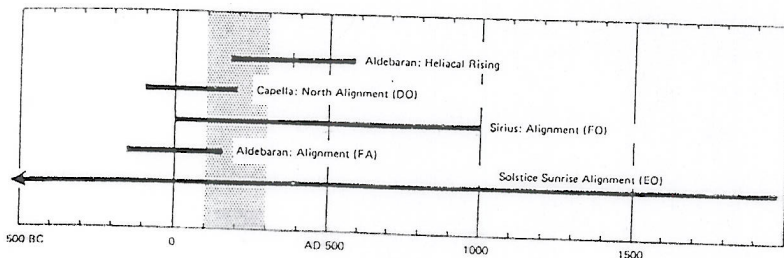 Aldebaran: Heliacal Rising
Capella: North Alignment (DO)
Sirius: Alignment (FO)
Aldebaran: Alignment (FA)
Solstice Sunrise Alignment (EO)
500 BC 0 AD 500 1000 1500